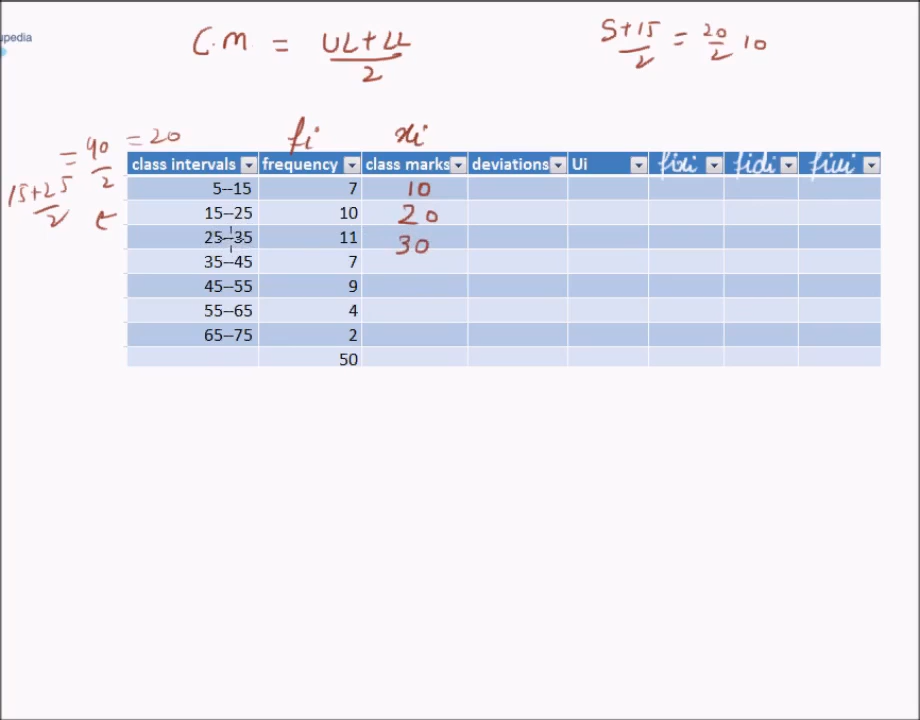 upedia
C.M = UL+LL / 2
5+15 / 2 = 20 / 2 10
= 40 / 2 = 20
15+25 / 2
fi xi
class intervals frequency class marks deviations Ui fixi fidi fiui
5--15 7 10
15--25 10 20
25--35 11 30
35--45 7
45--55 9
55--65 4
65--75 2
50